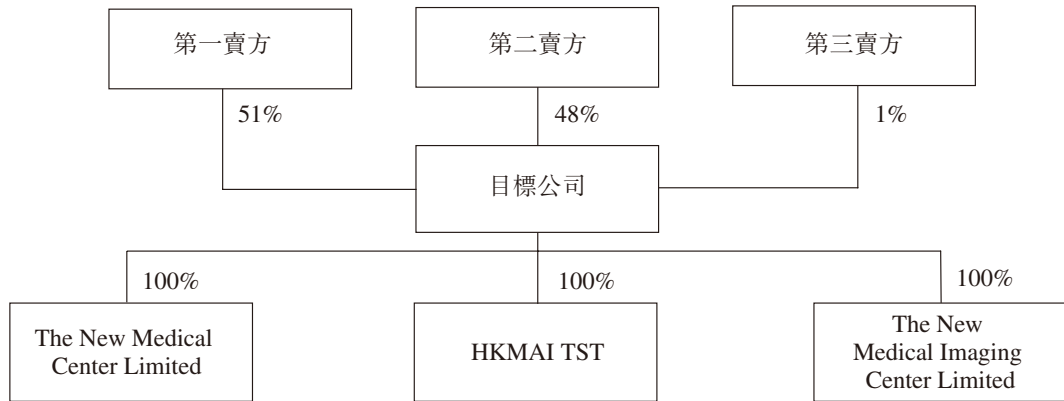 第一賣方
第二賣方
第三賣方
51%
48%
1%
目標公司
100%
100%
100%
The New Medical
Center Limited
HKMAI TST
The New
Medical Imaging
Center Limited